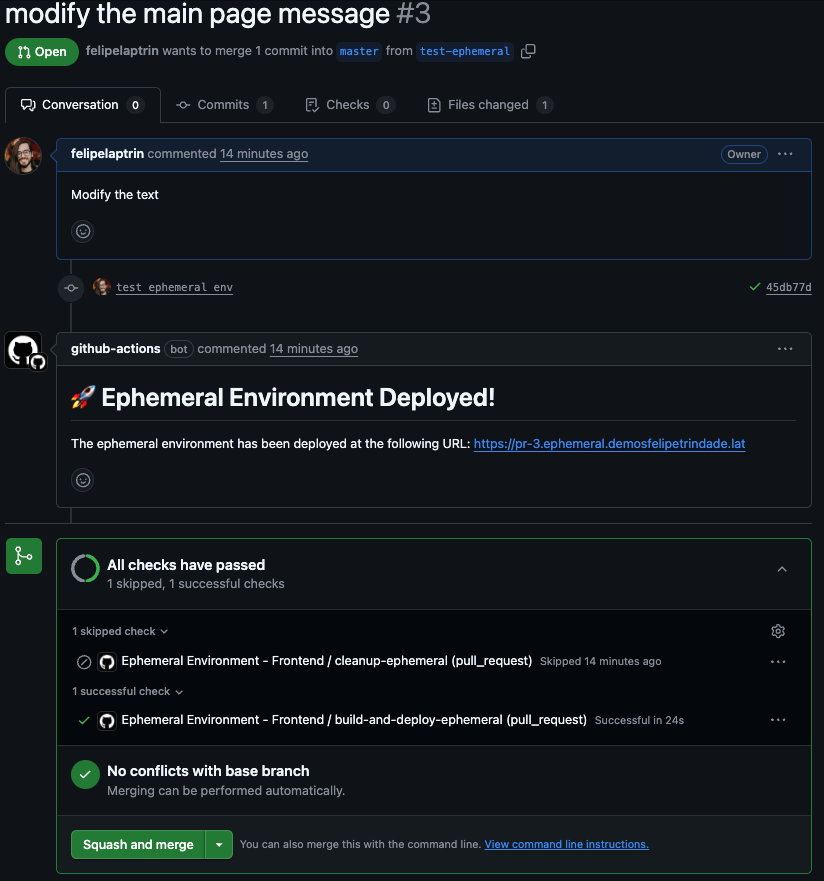 modify the main page message #3
Open felipelaptrin wants to merge 1 commit into master from test-ephemeral
Conversation 0 Commits 1 Checks 0 Files changed 1
felipelaptrin commented 14 minutes ago Owner
Modify the text
test ephemeral env 45db77d
github-actions bot commented 14 minutes ago
🚀 Ephemeral Environment Deployed!
The ephemeral environment has been deployed at the following URL: https://pr-3.ephemeral.demosfelipetrindade.lat
All checks have passed
1 skipped, 1 successful checks
1 skipped check
Ephemeral Environment - Frontend / cleanup-ephemeral (pull_request) Skipped 14 minutes ago
1 successful check
Ephemeral Environment - Frontend / build-and-deploy-ephemeral (pull_request) Successful in 24s
No conflicts with base branch
Merging can be performed automatically.
Squash and merge You can also merge this with the command line. View command line instructions.